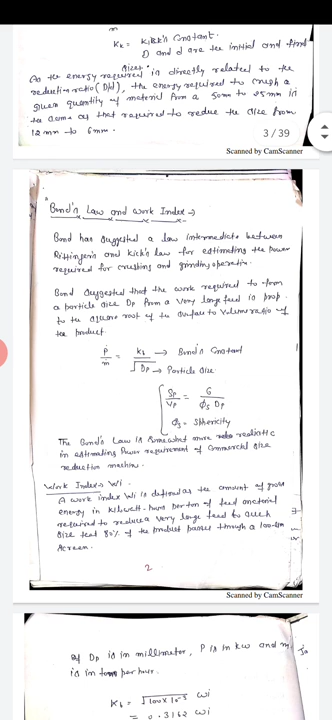 Kk = Kick's Constant.
D and d are the initial and final
sizes.
As the energy required is directly related to the
reduction ratio (D/d), the energy required to crush a
given quantity of material from a 50mm to 25mm is
the same as that required to reduce the size from
12mm to 6mm.
3 / 39
Scanned by CamScanner
Bond's Law and Work Index →
Bond has suggested a law intermediate between
Rittinger's and Kick's law for estimating the Power
required for crushing and grinding operation.
Bond suggested that the work required to form
a particle size Dp from a very large feed is prop.
to the square root of the surface to volume ratio of
the product
P/m = Kb/√Dp → Bond's Constant
→ Particle size
Sp/Vp = 6/Φs Dp
Φs = Sphericity
The Bond's Law is somewhat more realistic
in estimating Power requirement of commercial size
reduction machine.
Work Index → Wi
A work index Wi is defined as the amount of gross
energy in kilowatt-hours per ton of feed material
required to reduce a very large feed to such
size that 80% of the product passes through a 100-
screen.
2
Scanned by CamScanner
If Dp is in millimeter, P is in kw and m
is in tons per hour.
Kb = √100×10⁻³ Wi
= 0.3162 Wi